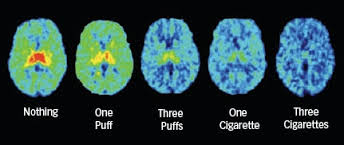 Nothing
One
Puff
Three
Puffs
One
Cigarette
Three
Cigarettes